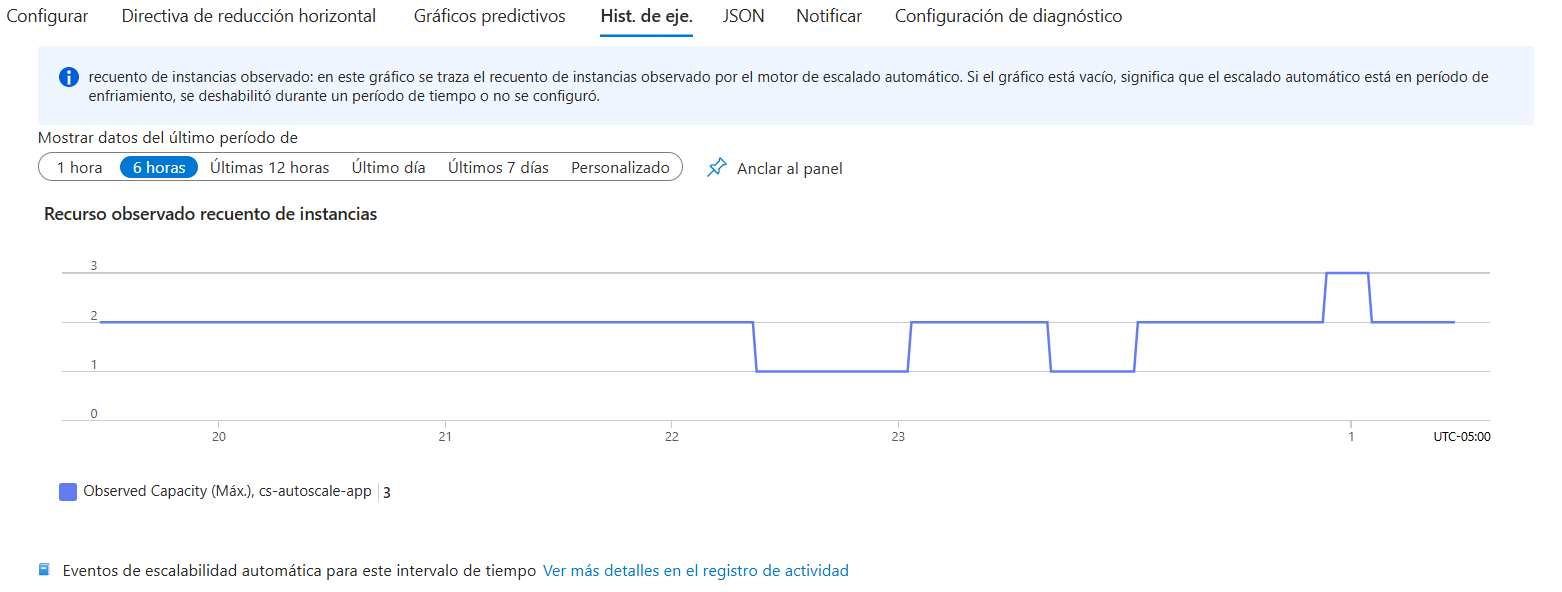 Configurar Directiva de reducción horizontal Gráficos predictivos Hist. de eje. JSON Notificar Configuración de diagnóstico
recuento de instancias observado: en este gráfico se traza el recuento de instancias observado por el motor de escalado automático. Si el gráfico está vacío, significa que el escalado automático está en período de
enfriamiento, se deshabilitó durante un período de tiempo o no se configuró.
Mostrar datos del último período de
1 hora 6 horas Últimas 12 horas Último día Últimos 7 días Personalizado Anclar al panel
Recurso observado recuento de instancias
3
2
1
0
20 21 22 23 1 UTC-05:00
Observed Capacity (Máx.), cs-autoscale-app 3
Eventos de escalabilidad automática para este intervalo de tiempo Ver más detalles en el registro de actividad